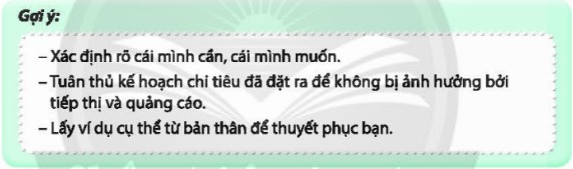 Gợi ý:
– Xác định rõ cái mình cần, cái mình muốn.
– Tuân thủ kế hoạch chi tiêu đã đặt ra để không bị ảnh hưởng bởi
tiếp thị và quảng cáo.
– Lấy ví dụ cụ thể từ bản thân để thuyết phục bạn.